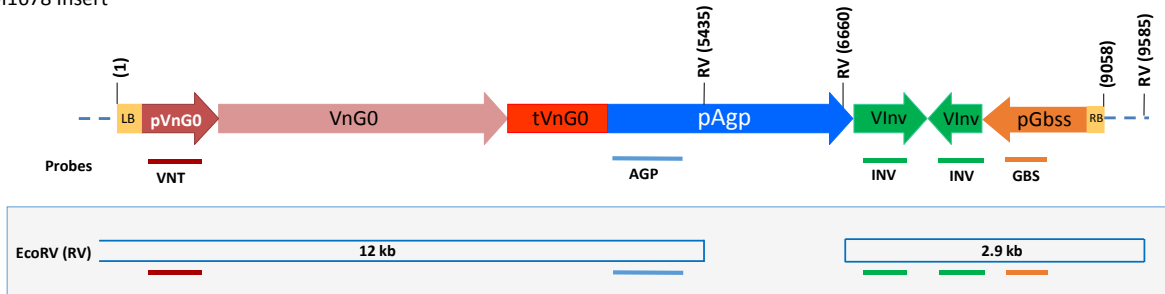 Insert
(1)
RV (5435)
RV (6660)
(9058)
RV (9585)
LB pVnG0 VnG0 tVnG0 pAgp VInv VInv pGbss RB
Probes
VNT AGP INV INV GBS
EcoRV (RV) 12 kb 2.9 kb